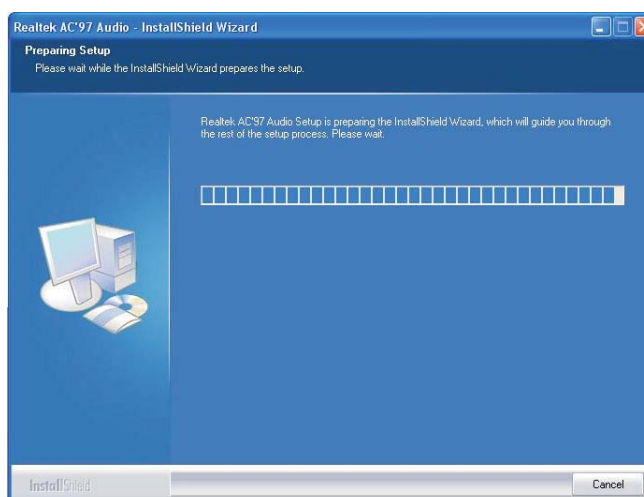 Realtek AC'97 Audio - InstallShield Wizard
Preparing Setup
Please wait while the InstallShield Wizard prepares the setup.
Realtek AC'97 Audio Setup is preparing the InstallShield Wizard, which will guide you through
the rest of the setup process. Please wait.
InstallShield
Cancel